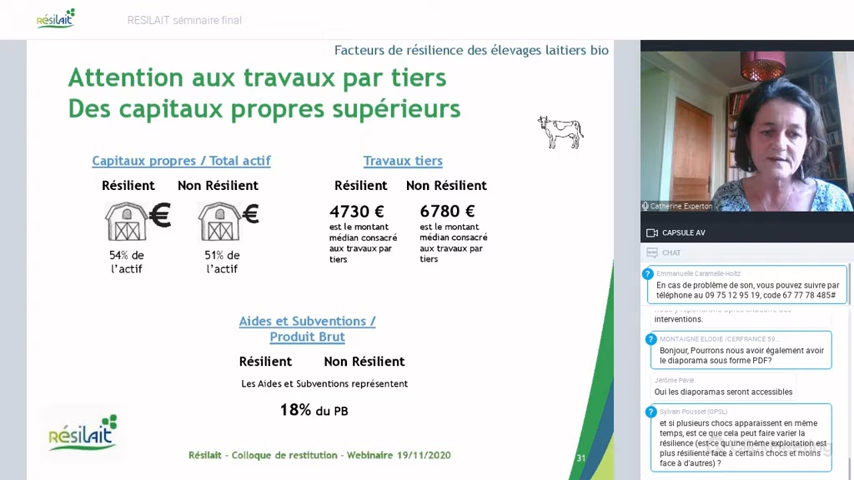 Résilait
RESILAIT séminaire final
Facteurs de résilience des élevages laitiers bio
Attention aux travaux par tiers
Des capitaux propres supérieurs
Capitaux propres / Total actif
Résilient Non Résilient
€ €
54% de
l'actif
51% de
l'actif
Travaux tiers
Résilient Non Résilient
4730 €
est le montant
médian consacré
aux travaux par
tiers
6780 €
est le montant
médian consacré
aux travaux par
tiers
Aides et Subventions /
Produit Brut
Résilient Non Résilient
Les Aides et Subventions représentent
18% du PB
Résilait
Résilait - Colloque de restitution - Webinaire 19/11/2020
31
Catherine Experton
CAPSULE AV
CHAT
Emmanuelle Caramelle-Holtz
En cas de problème de son, vous pouvez suivre par
téléphone au 09 75 12 95 19, code 67 77 78 485#
interventions.
MONTAIGNE ELODIE /CERFRANCE 59...
Bonjour, Pourrons nous avoir également avoir
le diaporama sous forme PDF?
Jérôme Pavie
Oui les diaporamas seront accessibles
Sylvain Pousset (OPSL)
et si plusieurs chocs apparaissent en même
temps, est ce que cela peut faire varier la
résilience (est-ce qu'une même exploitation est
plus résiliente face à certains chocs et moins
face à d'autres) ?